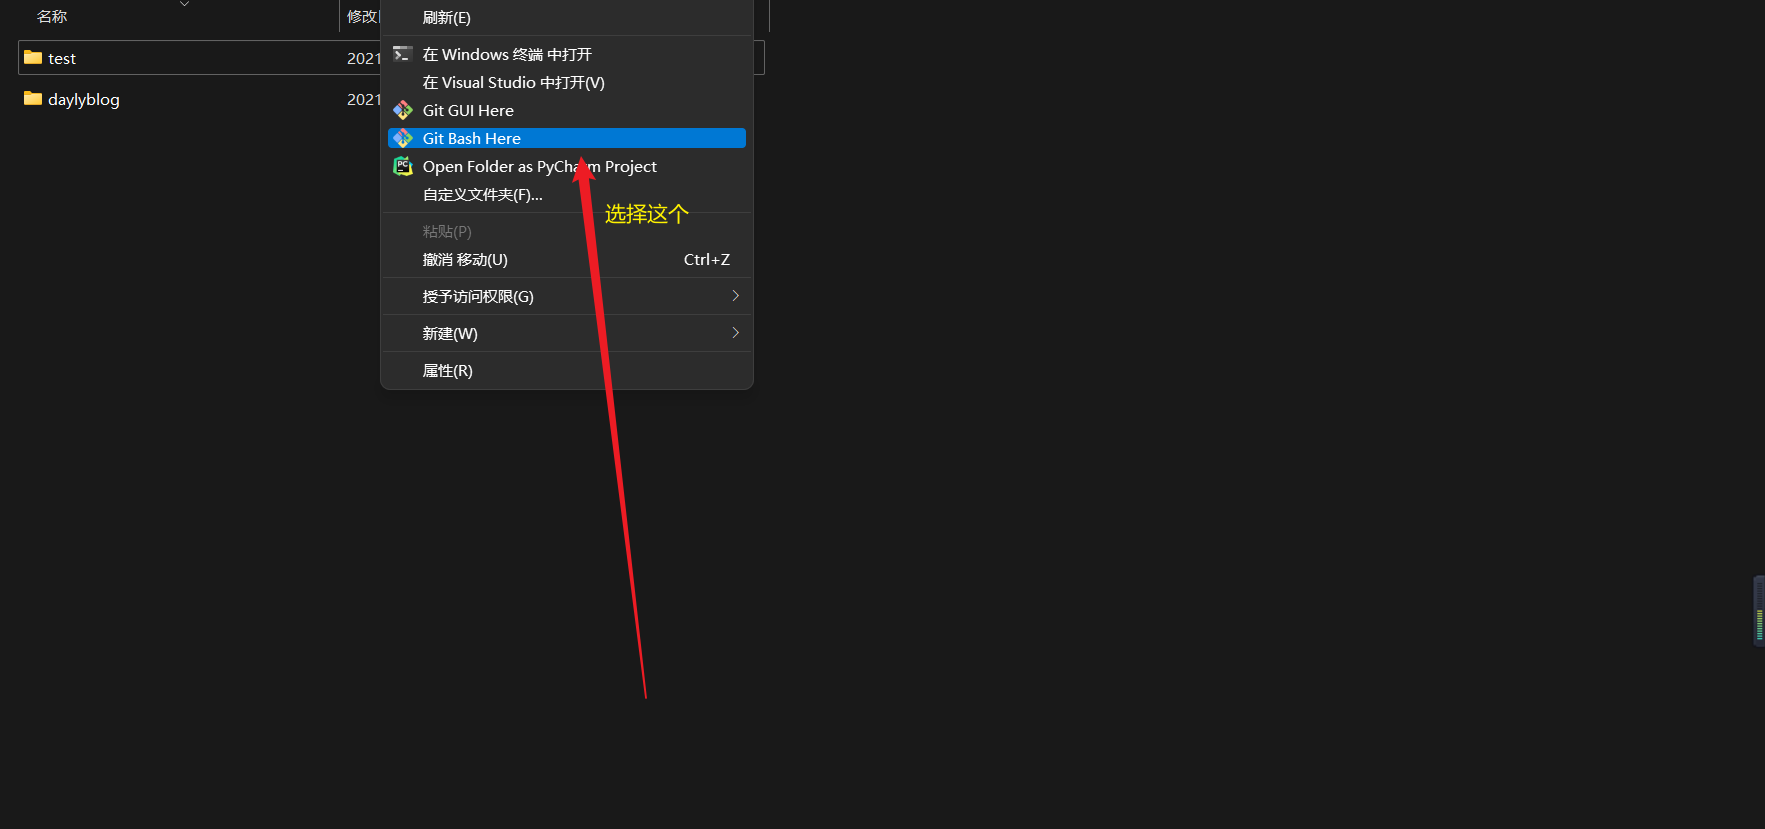 名称
修改
test
2021
daylyblog
2021
刷新(E)
在 Windows 终端 中打开
在 Visual Studio 中打开(V)
Git GUI Here
Git Bash Here
Open Folder as PyCharm Project
自定义文件夹(F)...
选择这个
粘贴(P)
撤消 移动(U) Ctrl+Z
授予访问权限(G)
新建(W)
属性(R)